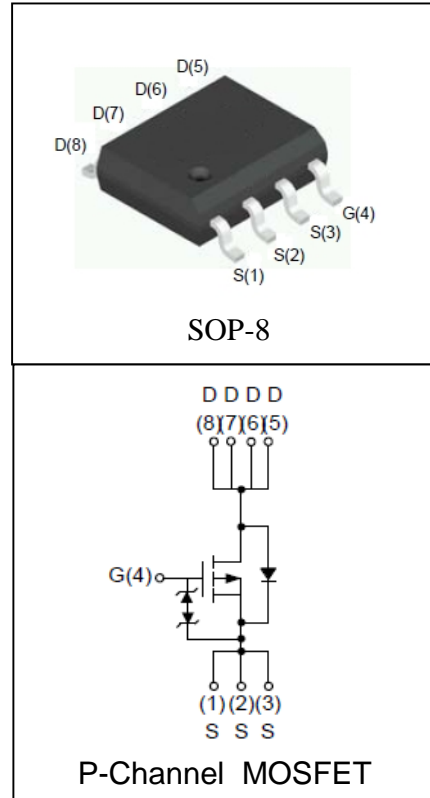 D(5)
D(6)
D(7)
D(8)
G(4)
S(3)
S(2)
S(1)
SOP-8
D D D D
(8)(7)(6)(5)
G(4)
(1) (2) (3)
S S S
P-Channel MOSFET